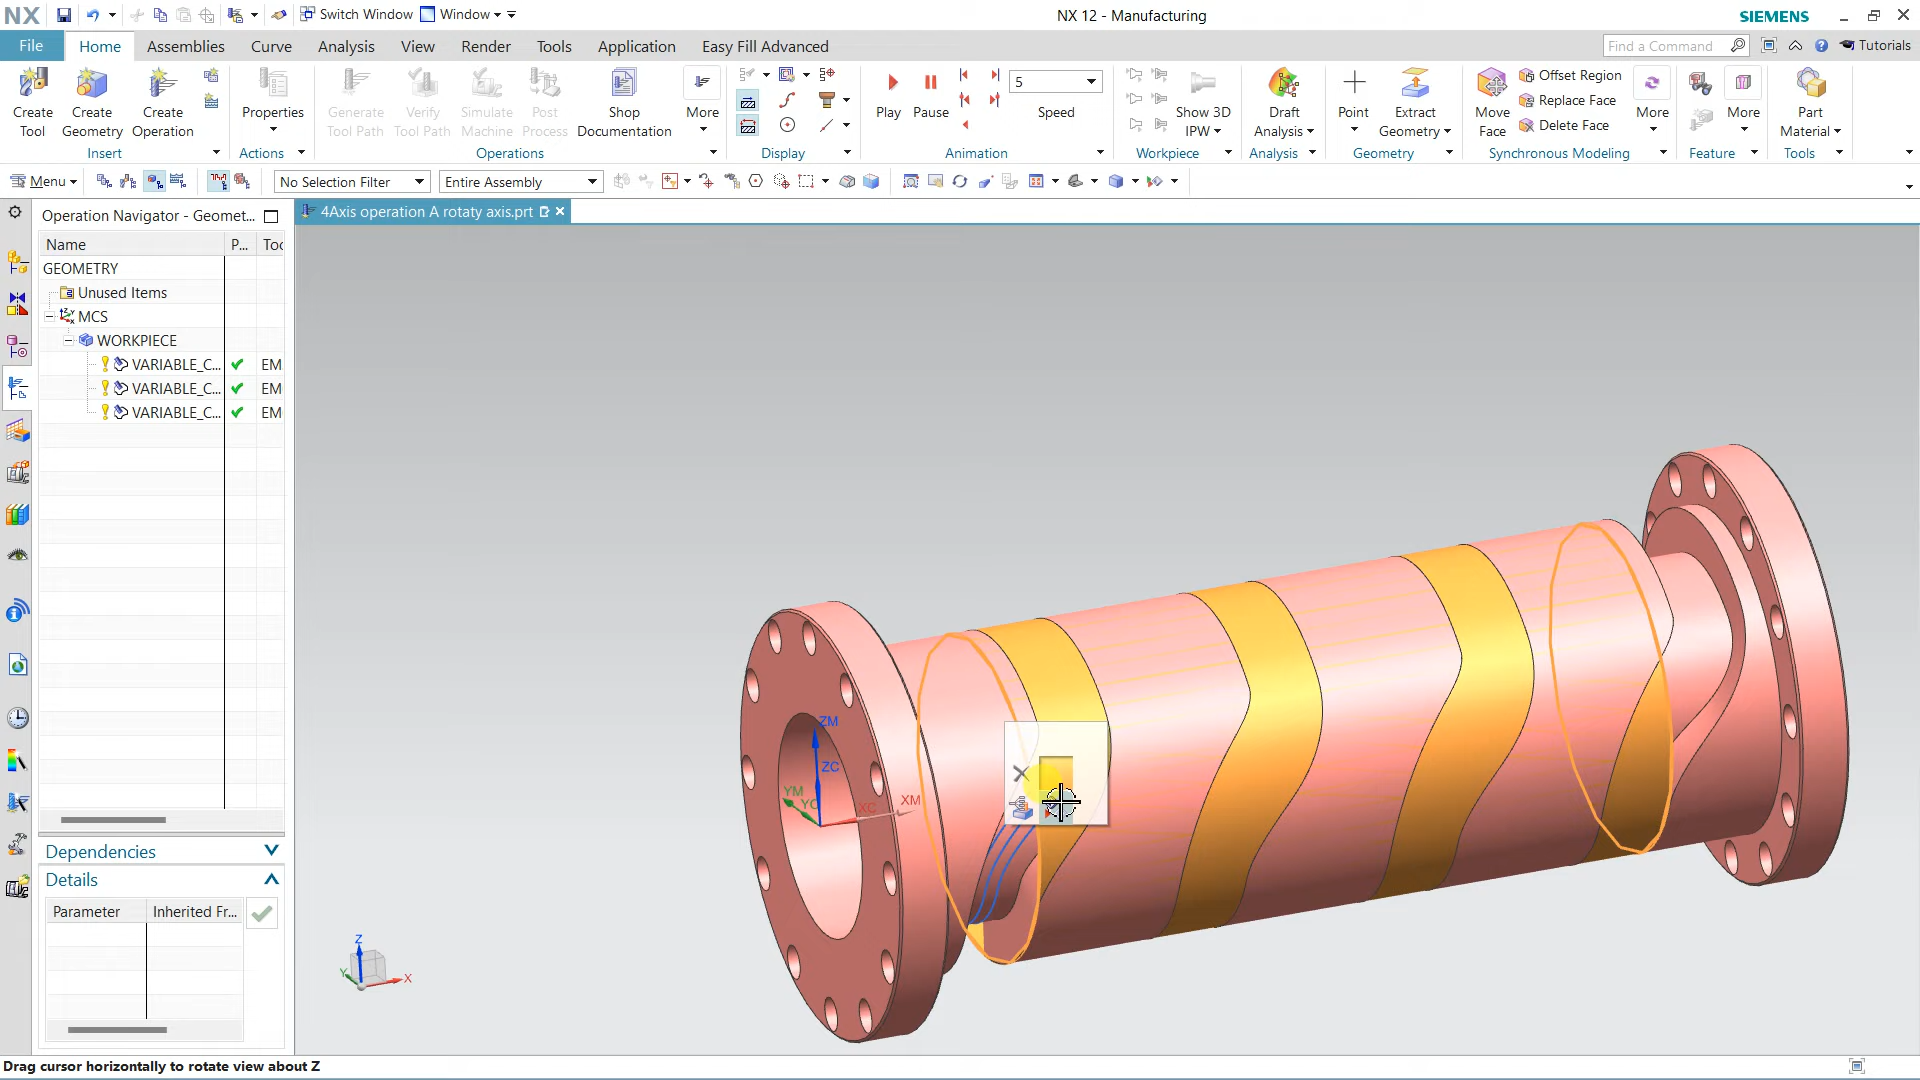 NX
Switch Window
Window
NX 12 - Manufacturing
SIEMENS
File
Home
Assemblies
Curve
Analysis
View
Render
Tools
Application
Easy Fill Advanced
Find a Command
Tutorials
Create Tool
Create Geometry
Create Operation
Properties
Generate Tool Path
Verify Tool Path
Simulate Machine
Post Process
Shop Documentation
More
Play
Pause
5
Speed
Show 3D IPW
Draft Analysis
Point
Extract Geometry
Move Face
Offset Region
Replace Face
Delete Face
More
More
Part Material
Insert
Actions
Operations
Display
Animation
Workpiece
Analysis
Geometry
Synchronous Modeling
Feature
Tools
Menu
No Selection Filter
Entire Assembly
Operation Navigator - Geomet...
4Axis operation A rotaty axis.prt
Name
P...
Too
GEOMETRY
Unused Items
MCS
WORKPIECE
VARIABLE_C...
EM
VARIABLE_C...
EM
VARIABLE_C...
EM
ZM
ZC
YM
YC
XC
XM
Z
Y
X
Dependencies
Details
Parameter
Inherited Fr...
Drag cursor horizontally to rotate view about Z